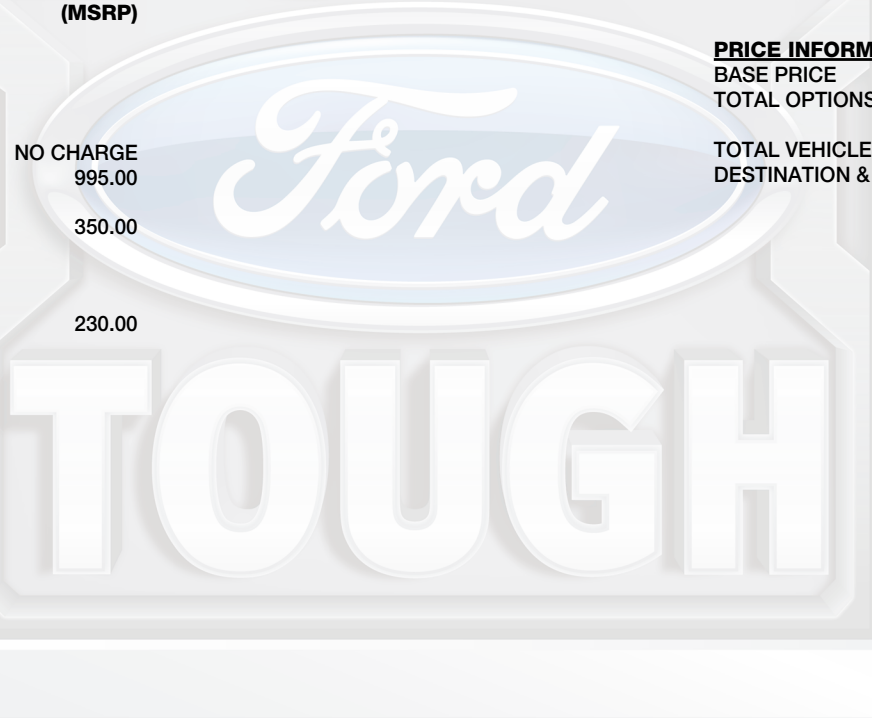 (MSRP)
NO CHARGE
995.00
350.00
230.00
PRICE INFORM
BASE PRICE
TOTAL OPTIONS
TOTAL VEHICLE
DESTINATION &
Ford
TOUGH